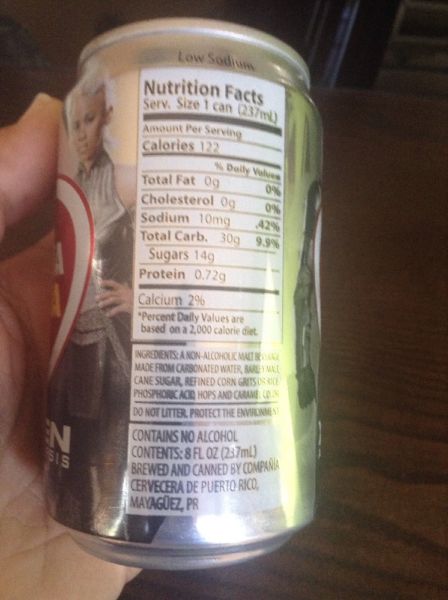 Low Sodium
Nutrition Facts
Serv. Size 1 can (237mL)
Amount Per Serving
Calories 122
% Daily Values
Total Fat 0g 0%
Cholesterol 0g 0%
Sodium 10mg .42%
Total Carb. 30g 9.9%
Sugars 14g
Protein 0.72g
Calcium 2%
*Percent Daily Values are
based on a 2,000 calorie diet.
INGREDIENTS: A NON-ALCOHOLIC MALT BEVERAGE
MADE FROM CARBONATED WATER, BARLEY MALT,
CANE SUGAR, REFINED CORN GRITS OR RICE,
PHOSPHORIC ACID, HOPS AND CARAMEL
DO NOT LITTER. PROTECT THE ENVIRONMENT
CONTAINS NO ALCOHOL
CONTENTS: 8 FL OZ (237mL)
BREWED AND CANNED BY COMPAÑIA
CERVECERA DE PUERTO RICO,
MAYAGÜEZ, PR